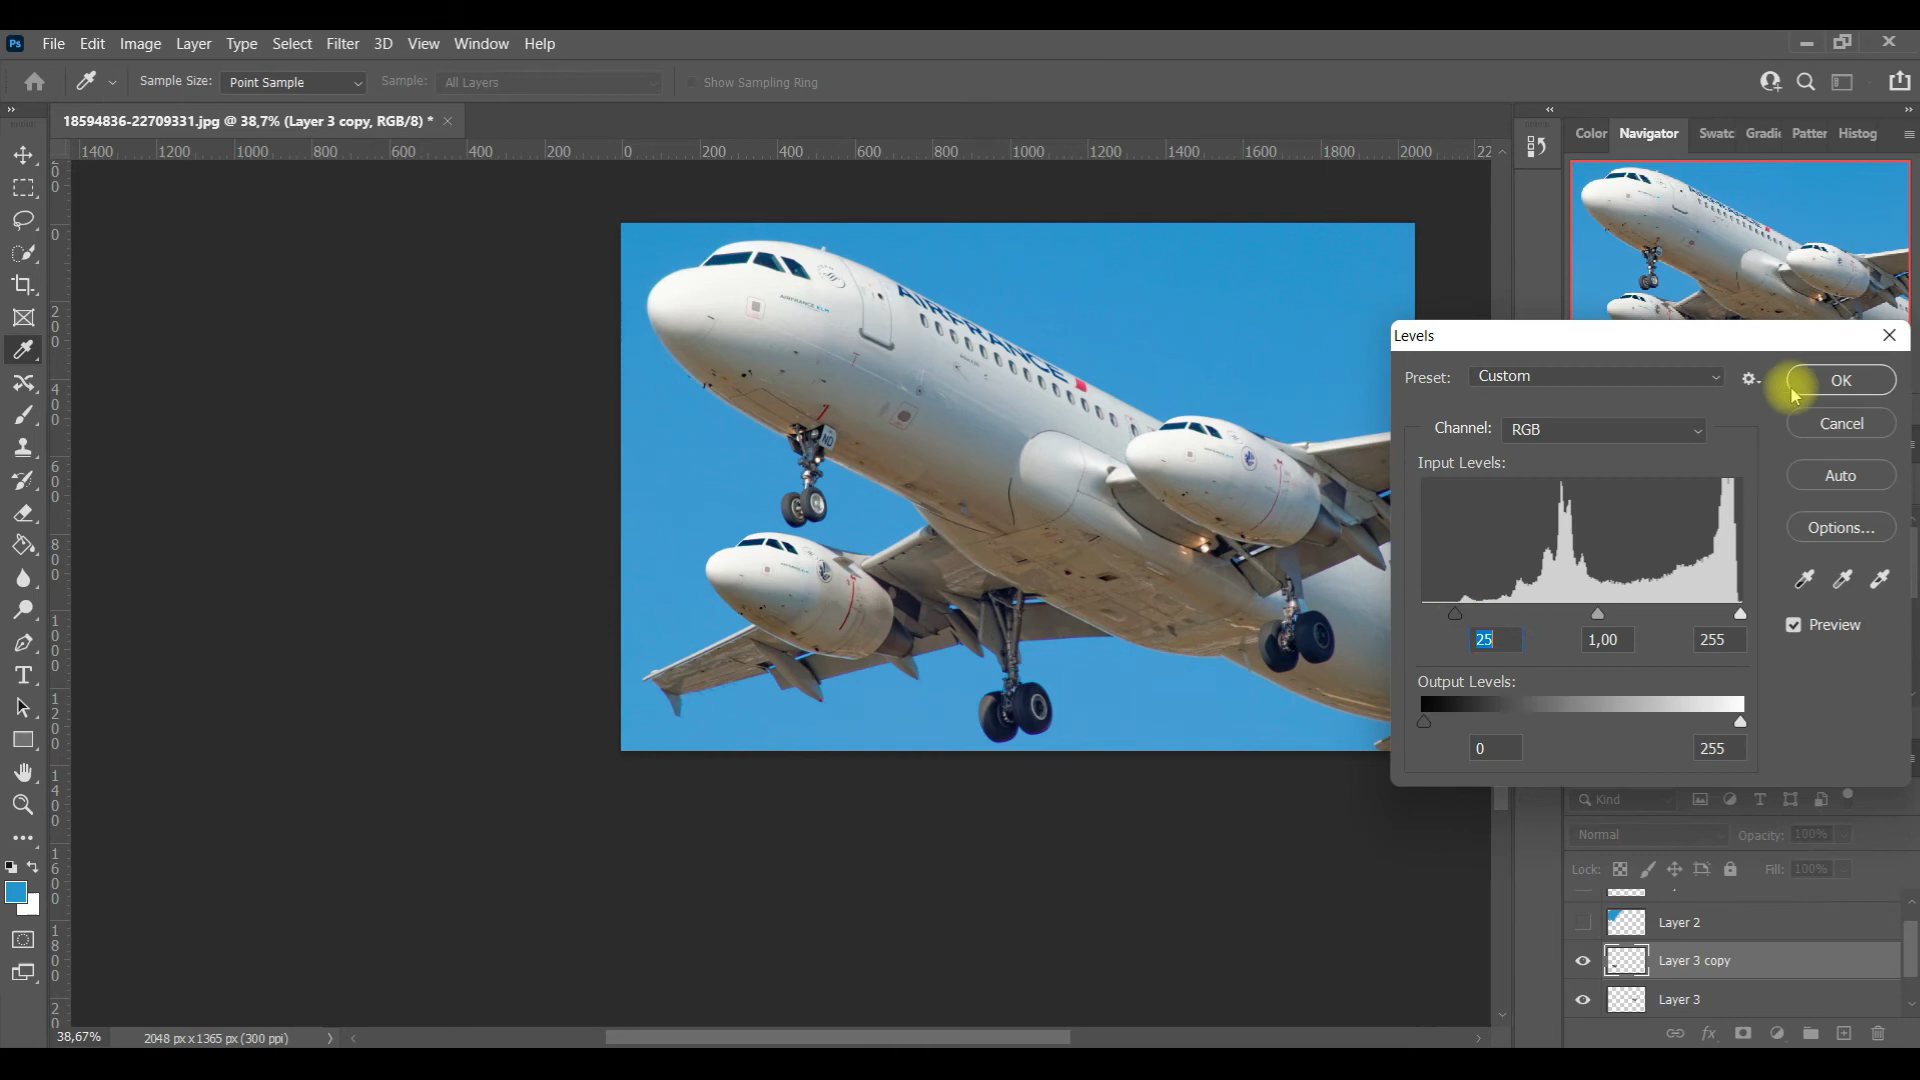 Ps File Edit Image Layer Type Select Filter 3D View Window Help
Sample Size: Point Sample Sample: All Layers Show Sampling Ring
18594836-22709331.jpg @ 38,7% (Layer 3 copy, RGB/8) *
Color Navigator Swatc Gradie Patter Histog
1400 1200 1000 800 600 400 200 0 200 400 600 800 1000 1200 1400 1600 1800 2000 22
AIRFRANCE
AIRFRANCE KLM
ND
Levels
Preset: Custom
OK
Channel: RGB
Cancel
Input Levels:
Auto
Options...
25 1,00 255
Preview
Output Levels:
0 255
Kind
Normal Opacity: 100%
Lock: Fill: 100%
Layer 2
Layer 3 copy
Layer 3
fx
38,67% 2048 px x 1365 px (300 ppi)